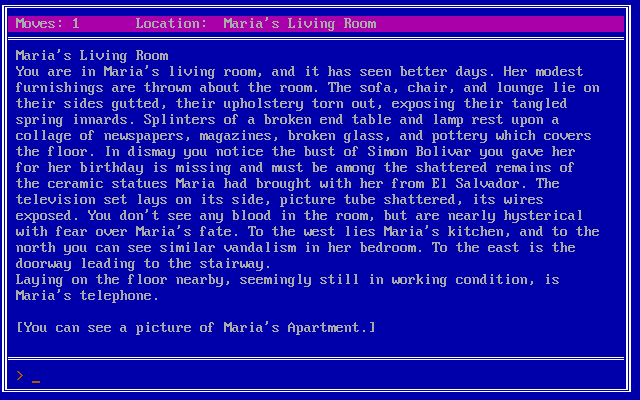 Moves: 1 Location: Maria's Living Room
Maria's Living Room
You are in Maria's living room, and it has seen better days. Her modest
furnishings are thrown about the room. The sofa, chair, and lounge lie on
their sides gutted, their upholstery torn out, exposing their tangled
spring innards. Splinters of a broken end table and lamp rest upon a
collage of newspapers, magazines, broken glass, and pottery which covers
the floor. In dismay you notice the bust of Simon Bolivar you gave her
for her birthday is missing and must be among the shattered remains of
the ceramic statues Maria had brought with her from El Salvador. The
television set lays on its side, picture tube shattered, its wires
exposed. You don't see any blood in the room, but are nearly hysterical
with fear over Maria's fate. To the west lies Maria's kitchen, and to the
north you can see similar vandalism in her bedroom. To the east is the
doorway leading to the stairway.
Laying on the floor nearby, seemingly still in working condition, is
Maria's telephone.
[You can see a picture of Maria's Apartment.]
> _